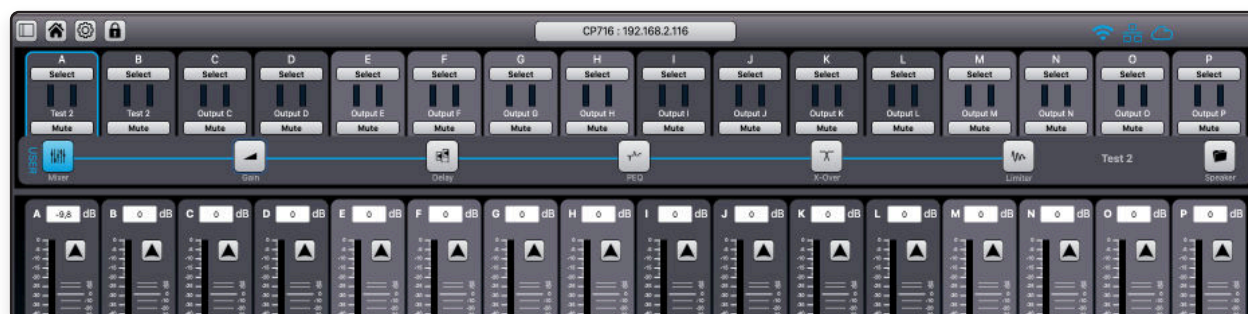 CP716 : 192.168.2.116
A B C D E F G H I J K L M N O P
Select Select Select Select Select Select Select Select Select Select Select Select Select Select Select Select
Test 2 Test 2 Output C Output D Output E Output F Output G Output H Output I Output J Output K Output L Output M Output N Output O Output P
Mute Mute Mute Mute Mute Mute Mute Mute Mute Mute Mute Mute Mute Mute Mute Mute
USER
Test 2
Mixer Gain Delay PEQ X-Over Limiter Speaker
A -9,8 dB B 0 dB C 0 dB D 0 dB E 0 dB F 0 dB G 0 dB H 0 dB I 0 dB J 0 dB K 0 dB L 0 dB M 0 dB N 0 dB O 0 dB P 0 dB